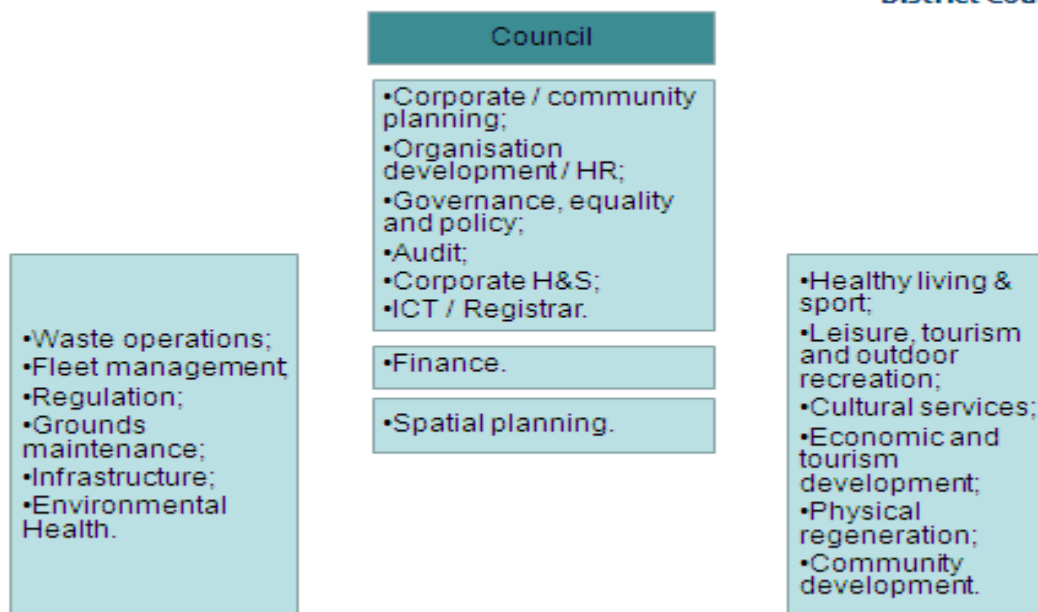 District Cou
Council
•Corporate / community
planning;
•Organisation
development / HR;
•Governance, equality
and policy;
•Audit;
•Corporate H&S;
•ICT / Registrar.
•Finance.
•Spatial planning.
•Waste operations;
•Fleet management;
•Regulation;
•Grounds
maintenance;
•Infrastructure;
•Environmental
Health.
•Healthy living &
sport;
•Leisure, tourism
and outdoor
recreation;
•Cultural services;
•Economic and
tourism
development;
•Physical
regeneration;
•Community
development.